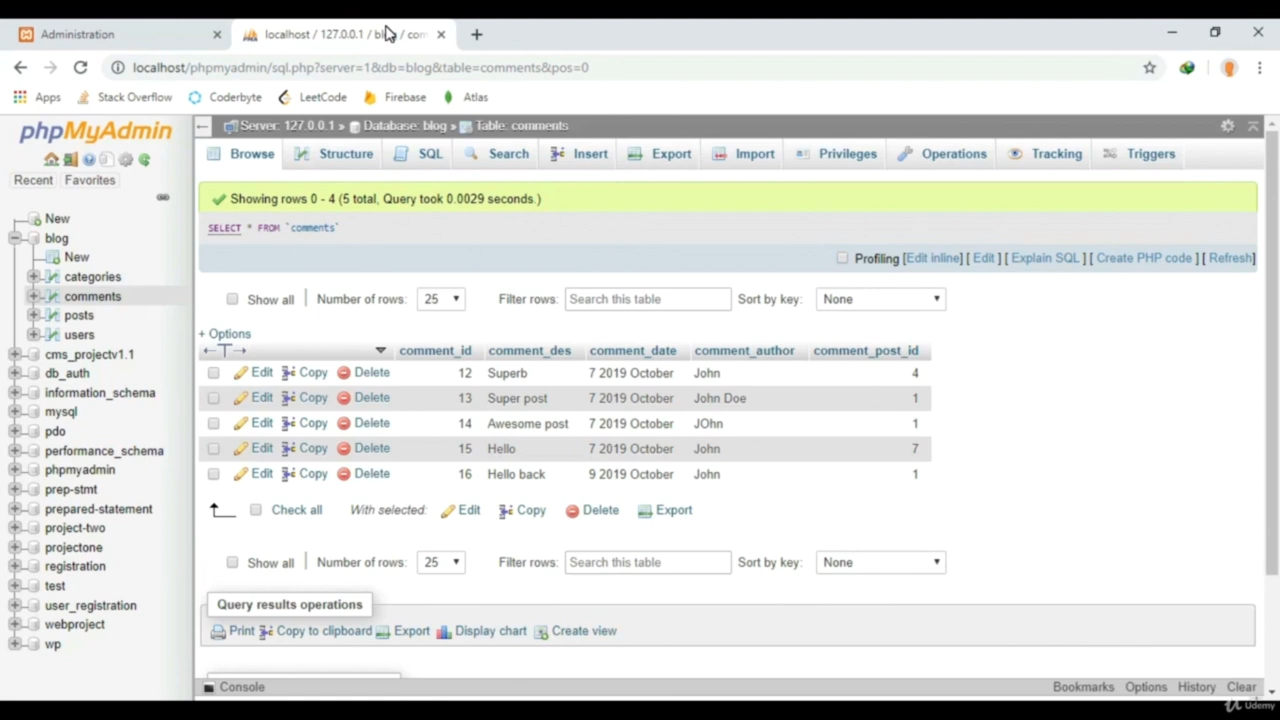 Administration
localhost / 127.0.0.1 / blog / com
localhost/phpmyadmin/sql.php?server=1&db=blog&table=comments&pos=0
Apps Stack Overflow Coderbyte LeetCode Firebase Atlas
phpMyAdmin
Recent Favorites
New
blog
New
categories
comments
posts
users
cms_projectv1.1
db_auth
information_schema
mysql
pdo
performance_schema
phpmyadmin
prep-stmt
prepared-statement
project-two
projectone
registration
test
user_registration
webproject
wp
Server: 127.0.0.1 » Database: blog » Table: comments
Browse Structure SQL Search Insert Export Import Privileges Operations Tracking Triggers
Showing rows 0 - 4 (5 total, Query took 0.0029 seconds.)
SELECT * FROM `comments`
Profiling [Edit inline] [ Edit ] [ Explain SQL ] [ Create PHP code ] [ Refresh]
Show all Number of rows: 25 Filter rows: Search this table Sort by key: None
+ Options
←T→ comment_id comment_des comment_date comment_author comment_post_id
Edit Copy Delete 12 Superb 7 2019 October John 4
Edit Copy Delete 13 Super post 7 2019 October John Doe 1
Edit Copy Delete 14 Awesome post 7 2019 October JOhn 1
Edit Copy Delete 15 Hello 7 2019 October John 7
Edit Copy Delete 16 Hello back 9 2019 October John 1
Check all With selected: Edit Copy Delete Export
Show all Number of rows: 25 Filter rows: Search this table Sort by key: None
Query results operations
Print Copy to clipboard Export Display chart Create view
Console Bookmarks Options History Clear
Udemy